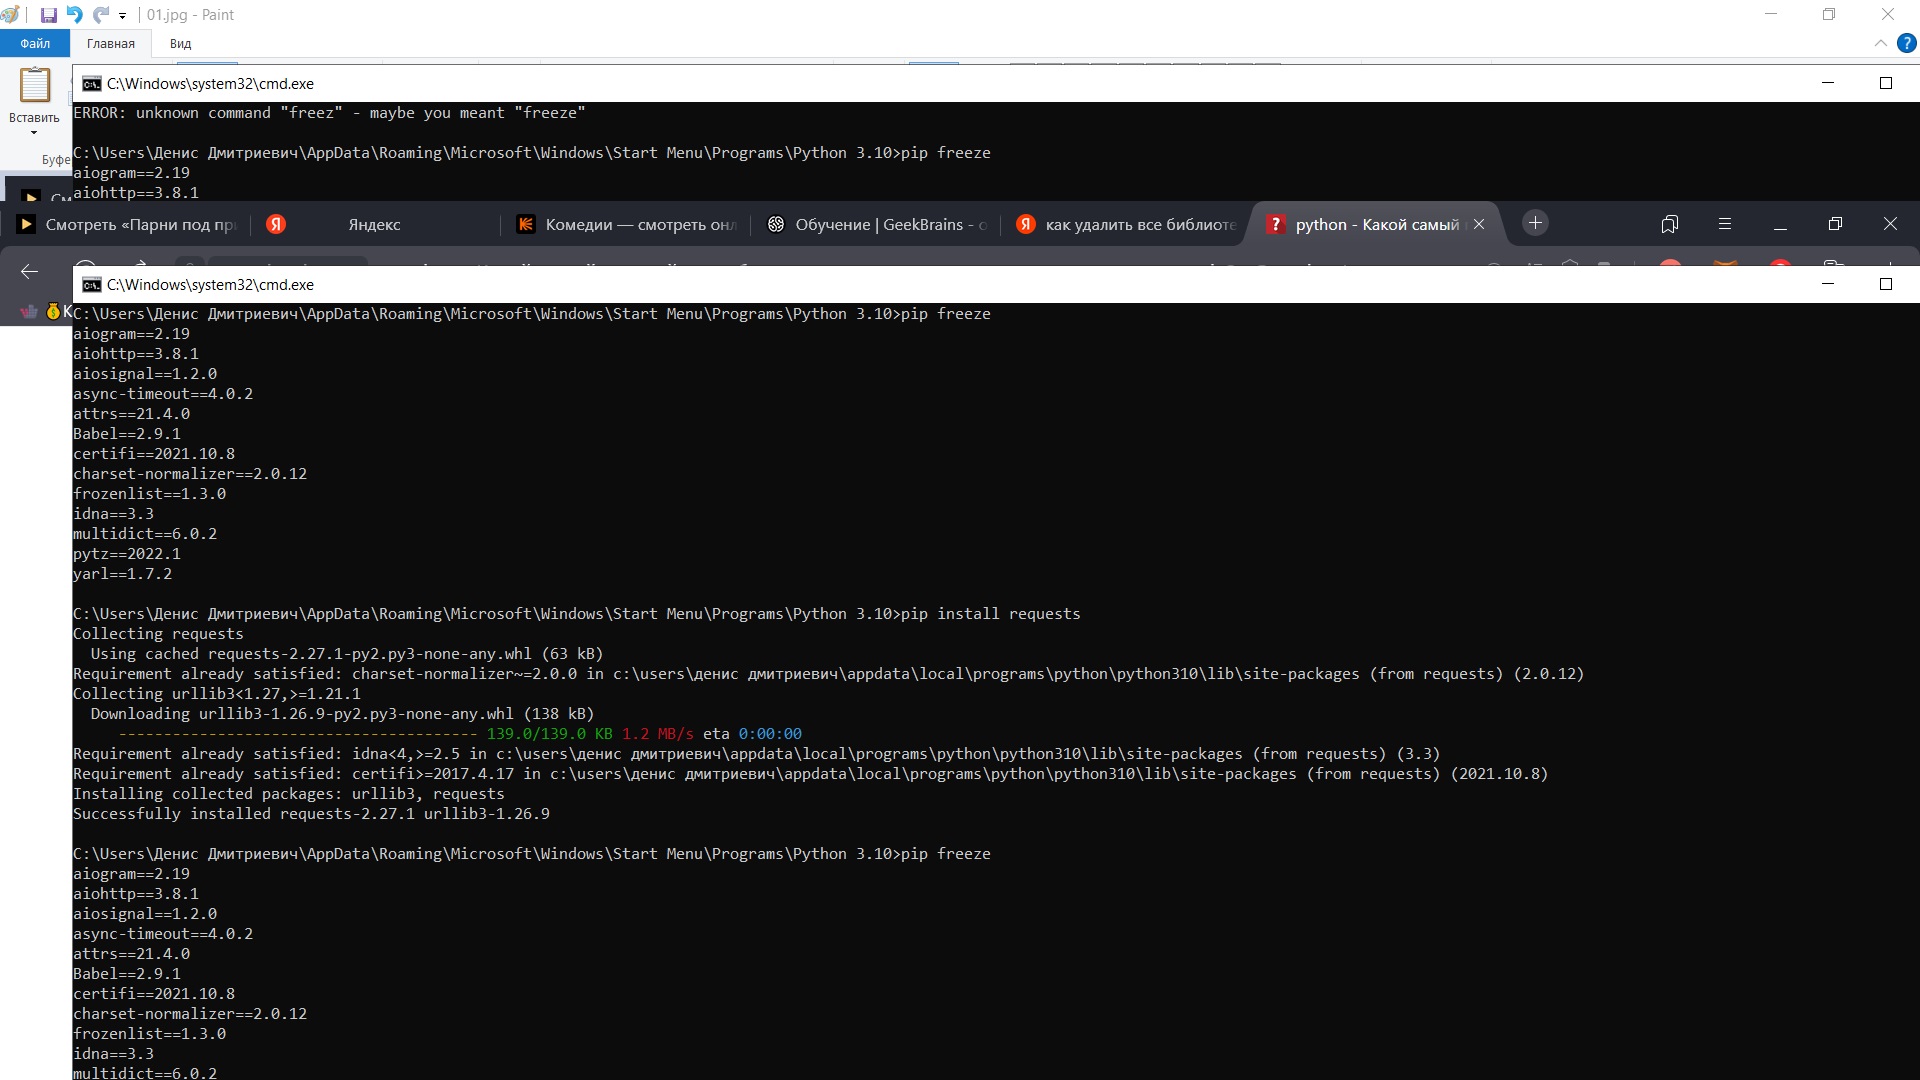 01.jpg - Paint
Файл Главная Вид
Вставить
Буфе
C:\Windows\system32\cmd.exe
ERROR: unknown command "freez" - maybe you meant "freeze"
C:\Users\Денис Дмитриевич\AppData\Roaming\Microsoft\Windows\Start Menu\Programs\Python 3.10>pip freeze
aiogram==2.19
aiohttp==3.8.1
См
Смотреть «Парни под пр Яндекс Комедии — смотреть онл Обучение | GeekBrains - о как удалить все библиоте python - Какой самый
C:\Windows\system32\cmd.exe
К
C:\Users\Денис Дмитриевич\AppData\Roaming\Microsoft\Windows\Start Menu\Programs\Python 3.10>pip freeze
aiogram==2.19
aiohttp==3.8.1
aiosignal==1.2.0
async-timeout==4.0.2
attrs==21.4.0
Babel==2.9.1
certifi==2021.10.8
charset-normalizer==2.0.12
frozenlist==1.3.0
idna==3.3
multidict==6.0.2
pytz==2022.1
yarl==1.7.2
C:\Users\Денис Дмитриевич\AppData\Roaming\Microsoft\Windows\Start Menu\Programs\Python 3.10>pip install requests
Collecting requests
Using cached requests-2.27.1-py2.py3-none-any.whl (63 kB)
Requirement already satisfied: charset-normalizer~=2.0.0 in c:\users\денис дмитриевич\appdata\local\programs\python\python310\lib\site-packages (from requests) (2.0.12)
Collecting urllib3<1.27,>=1.21.1
Downloading urllib3-1.26.9-py2.py3-none-any.whl (138 kB)
---------------------------------------- 139.0/139.0 KB 1.2 MB/s eta 0:00:00
Requirement already satisfied: idna<4,>=2.5 in c:\users\денис дмитриевич\appdata\local\programs\python\python310\lib\site-packages (from requests) (3.3)
Requirement already satisfied: certifi>=2017.4.17 in c:\users\денис дмитриевич\appdata\local\programs\python\python310\lib\site-packages (from requests) (2021.10.8)
Installing collected packages: urllib3, requests
Successfully installed requests-2.27.1 urllib3-1.26.9
C:\Users\Денис Дмитриевич\AppData\Roaming\Microsoft\Windows\Start Menu\Programs\Python 3.10>pip freeze
aiogram==2.19
aiohttp==3.8.1
aiosignal==1.2.0
async-timeout==4.0.2
attrs==21.4.0
Babel==2.9.1
certifi==2021.10.8
charset-normalizer==2.0.12
frozenlist==1.3.0
idna==3.3
multidict==6.0.2